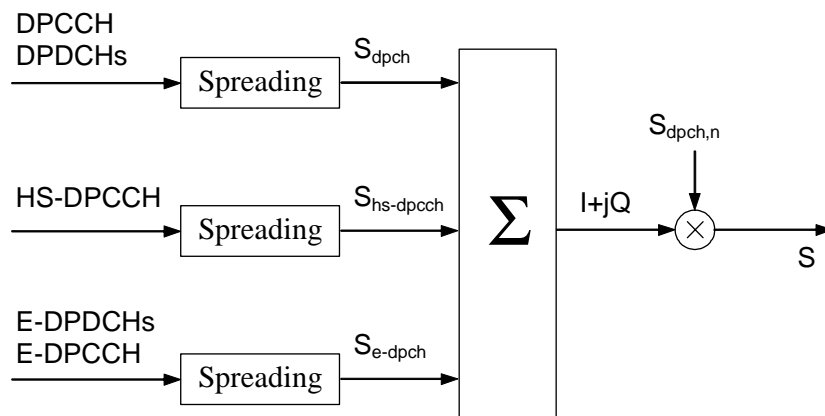 DPCCH
DPDCHs
Spreading
S_dpch
S_dpch,n
HS-DPCCH
Spreading
S_hs-dpcch
Σ
I+jQ
S
E-DPDCHs
E-DPCCH
Spreading
S_e-dpch